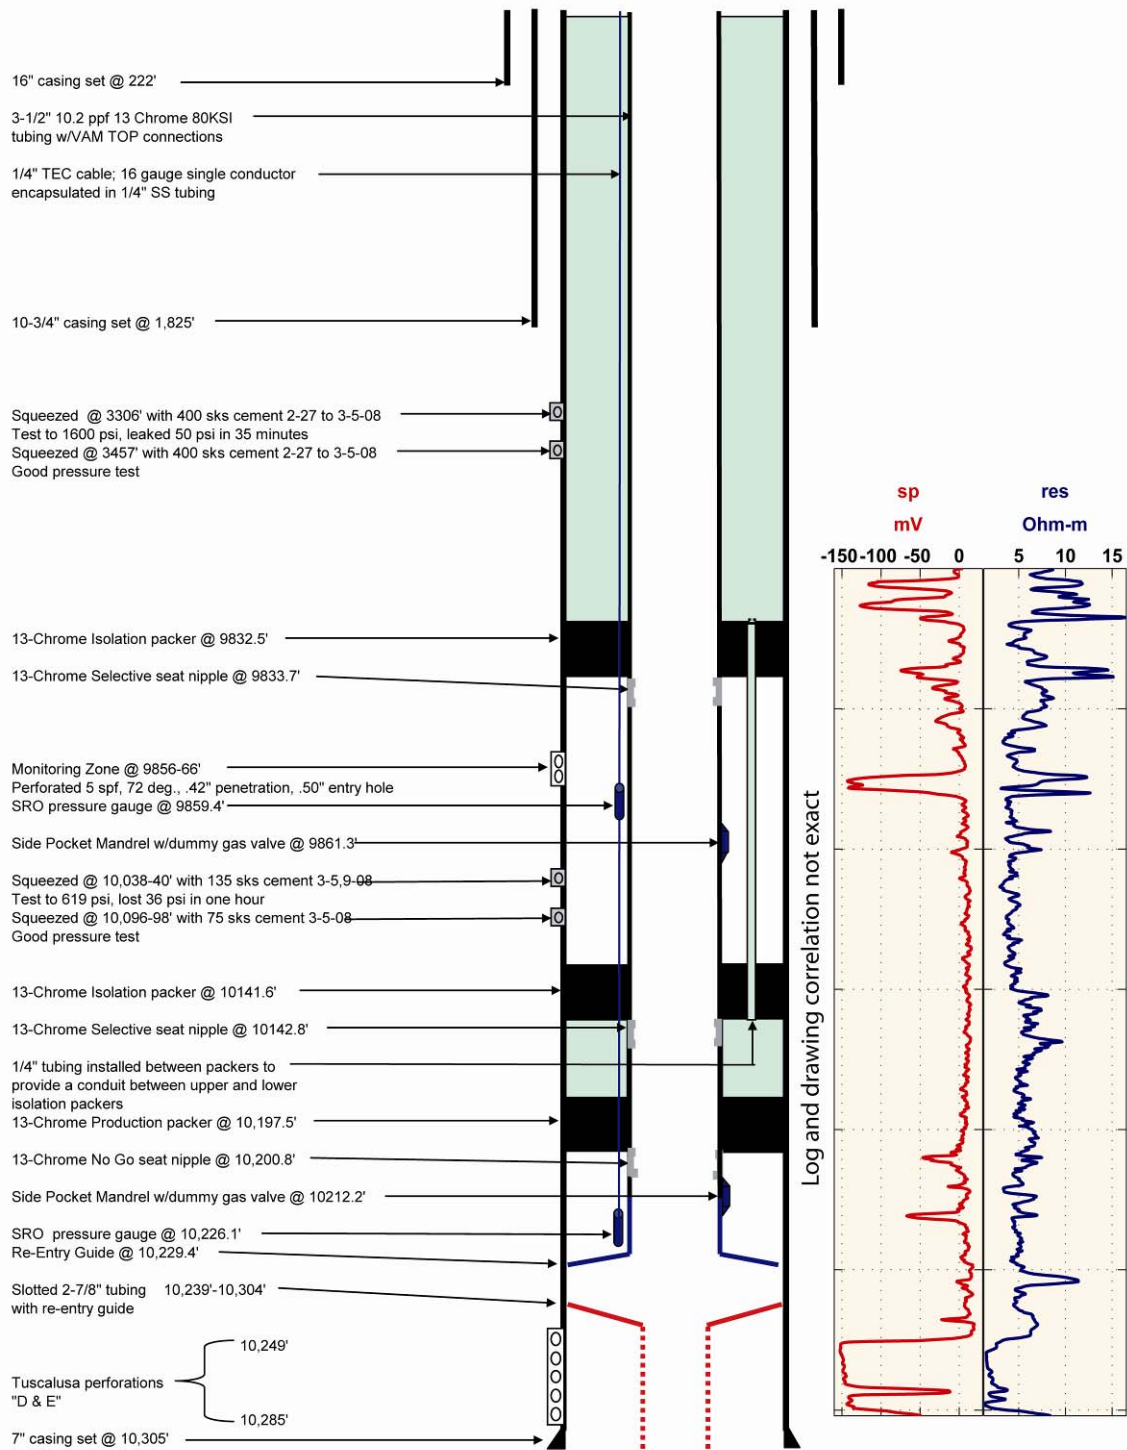 16" casing set @ 222'
3-1/2" 10.2 ppf 13 Chrome 80KSI
tubing w/VAM TOP connections
1/4" TEC cable; 16 gauge single conductor
encapsulated in 1/4" SS tubing
10-3/4" casing set @ 1,825'
Squeezed @ 3306' with 400 sks cement 2-27 to 3-5-08
Test to 1600 psi, leaked 50 psi in 35 minutes
Squeezed @ 3457' with 400 sks cement 2-27 to 3-5-08
Good pressure test
13-Chrome Isolation packer @ 9832.5'
13-Chrome Selective seat nipple @ 9833.7'
Monitoring Zone @ 9856-66'
Perforated 5 spf, 72 deg., .42" penetration, .50" entry hole
SRO pressure gauge @ 9859.4'
Side Pocket Mandrel w/dummy gas valve @ 9861.3'
Squeezed @ 10,038-40' with 135 sks cement 3-5,9-08
Test to 619 psi, lost 36 psi in one hour
Squeezed @ 10,096-98' with 75 sks cement 3-5-08
Good pressure test
13-Chrome Isolation packer @ 10141.6'
13-Chrome Selective seat nipple @ 10142.8'
1/4" tubing installed between packers to
provide a conduit between upper and lower
isolation packers
13-Chrome Production packer @ 10,197.5'
13-Chrome No Go seat nipple @ 10,200.8'
Side Pocket Mandrel w/dummy gas valve @ 10212.2'
SRO pressure gauge @ 10,226.1'
Re-Entry Guide @ 10,229.4'
Slotted 2-7/8" tubing 10,239'-10,304'
with re-entry guide
10,249'
Tuscalusa perforations
"D & E"
10,285'
7" casing set @ 10,305'
sp res
mV Ohm-m
-150 -100 -50 0 5 10 15
Log and drawing correlation not exact